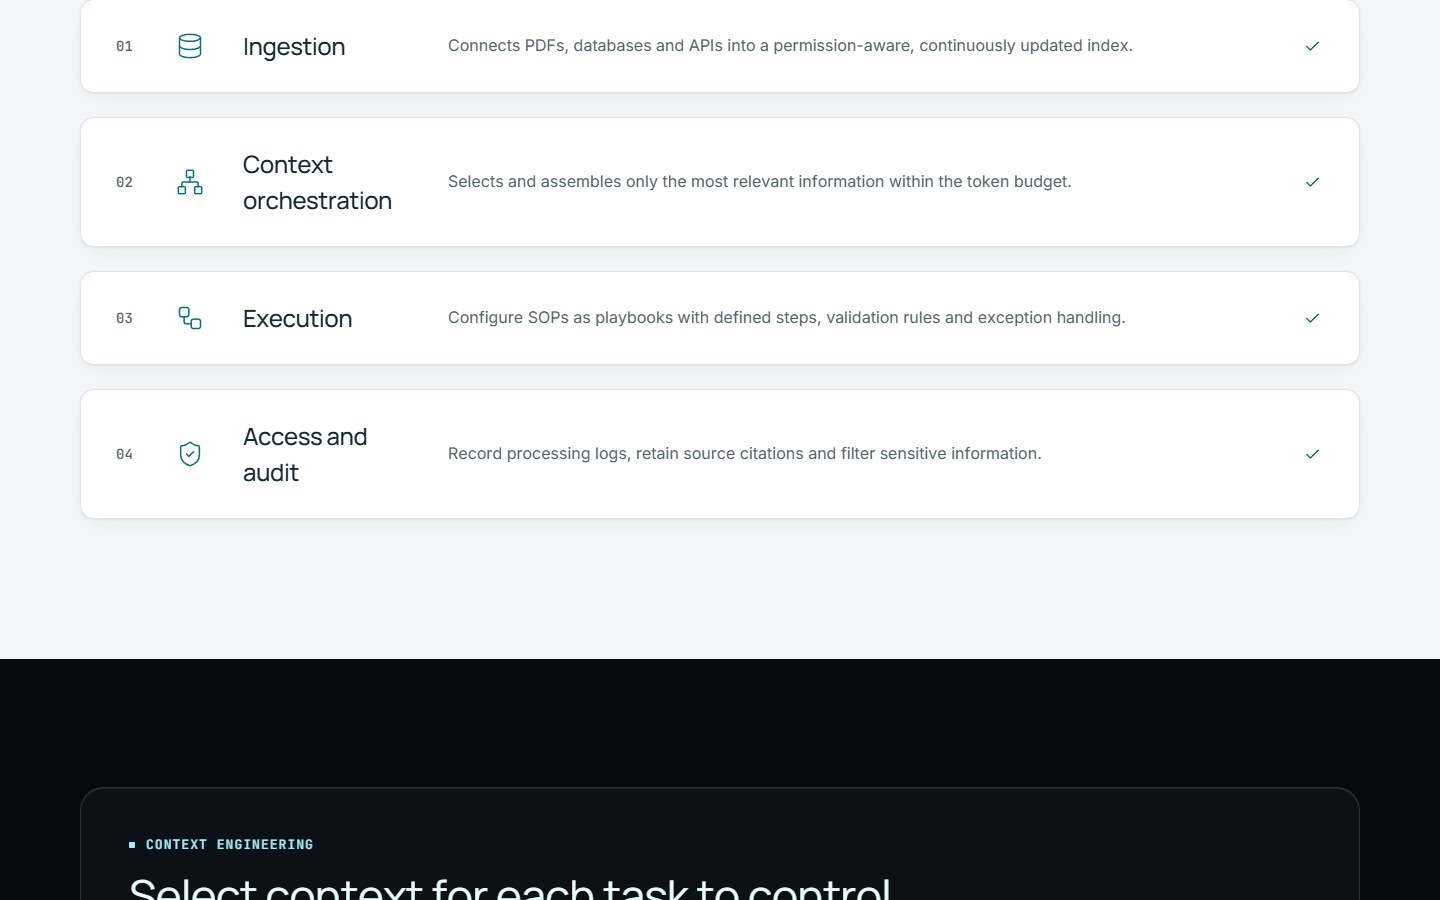 01
Ingestion
Connects PDFs, databases and APIs into a permission-aware, continuously updated index.
02
Context
orchestration
Selects and assembles only the most relevant information within the token budget.
03
Execution
Configure SOPs as playbooks with defined steps, validation rules and exception handling.
04
Access and
audit
Record processing logs, retain source citations and filter sensitive information.
CONTEXT ENGINEERING
Select context for each task to control